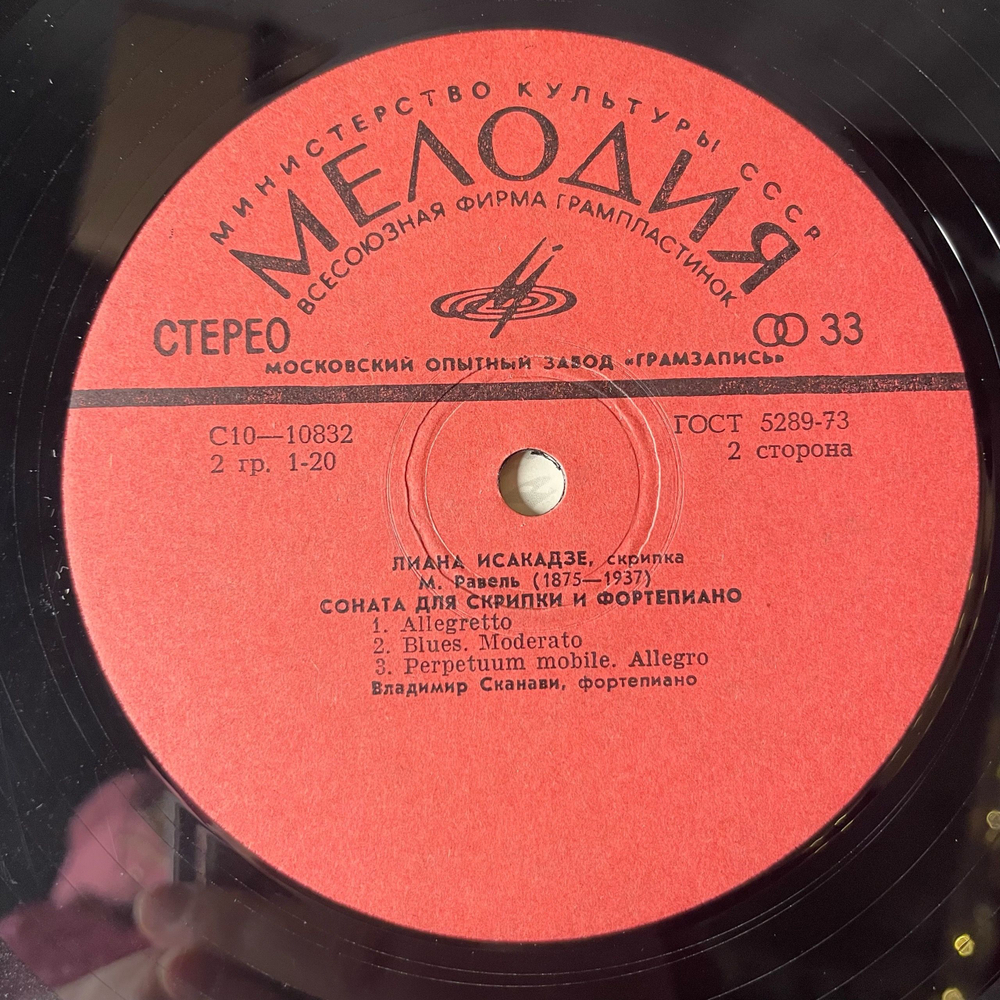 МИНИСТЕРСТВО КУЛЬТУРЫ СССР
МЕЛОДИЯ
ВСЕСОЮЗНАЯ ФИРМА ГРАМПЛАСТИНОК
СТЕРЕО
33
МОСКОВСКИЙ ОПЫТНЫЙ ЗАВОД «ГРАМЗАПИСЬ»
С10—10832
ГОСТ 5289-73
2 гр. 1-20
2 сторона
ЛИАНА ИСАКАДЗЕ, скрипка
М. Равель (1875—1937)
СОНАТА ДЛЯ СКРИПКИ И ФОРТЕПИАНО
1. Allegretto
2. Blues. Moderato
3. Perpetuum mobile. Allegro
Владимир Сканави, фортепиано